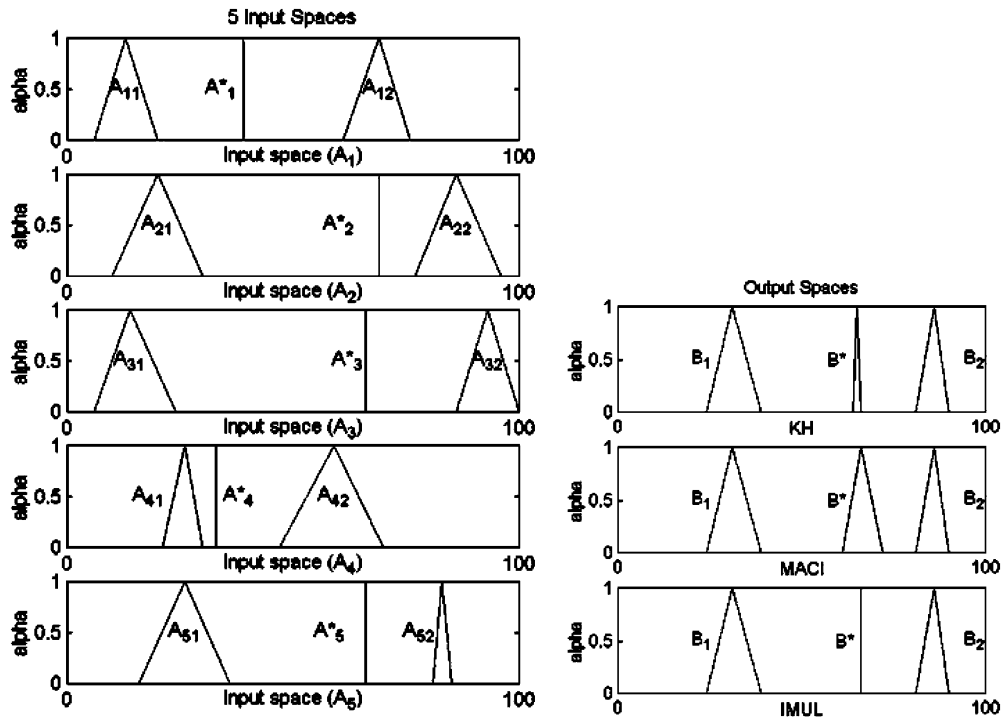 5 Input Spaces
1
0.5
0
alpha
A₁₁
A*₁
A₁₂
0
Input space (A₁)
100
1
0.5
0
alpha
A₂₁
A*₂
A₂₂
0
Input space (A₂)
100
1
0.5
0
alpha
A₃₁
A*₃
A₃₂
0
Input space (A₃)
100
1
0.5
0
alpha
A₄₁
A*₄
A₄₂
0
Input space (A₄)
100
1
0.5
0
alpha
A₅₁
A*₅
A₅₂
0
Input space (A₅)
100
Output Spaces
1
0.5
0
alpha
B₁
B*
B₂
0
KH
100
1
0.5
0
alpha
B₁
B*
B₂
0
MACI
100
1
0.5
0
alpha
B₁
B*
B₂
0
IMUL
100